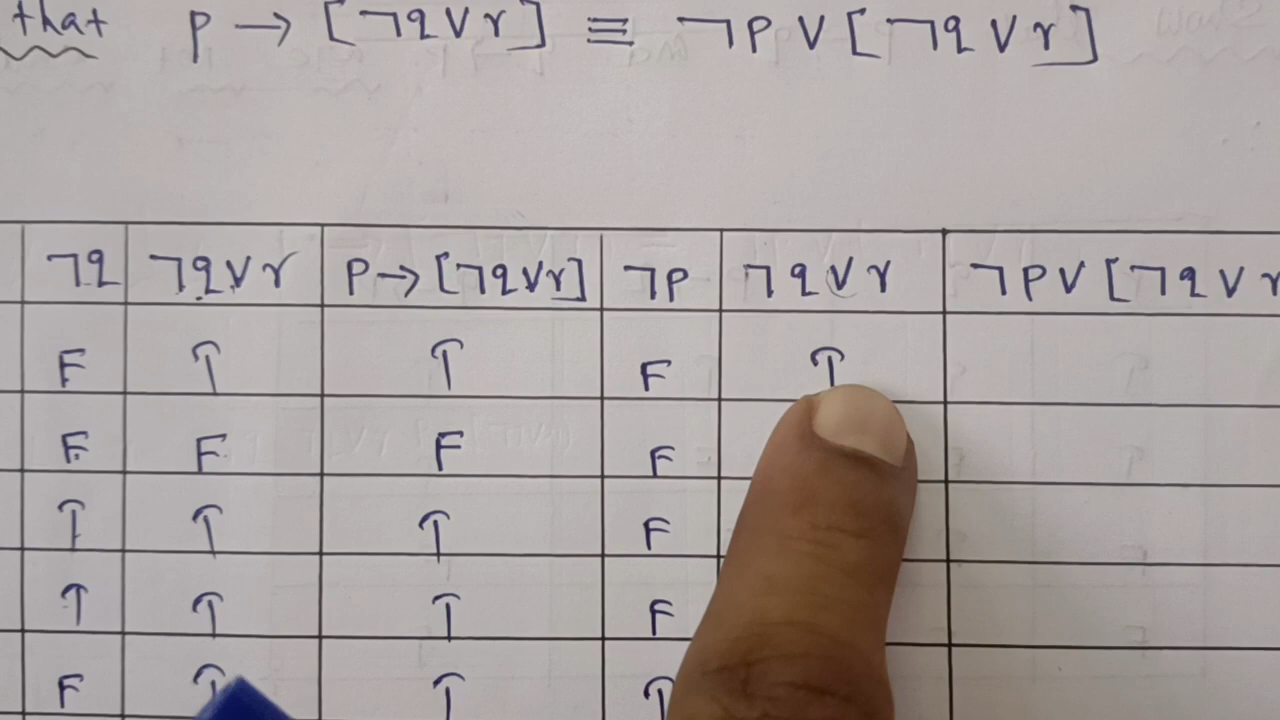 that p → [¬q ∨ r] ≡ ¬p ∨ [¬q ∨ r]
¬q ¬q ∨ r p → [¬q ∨ r] ¬p ¬q ∨ r ¬p ∨ [¬q ∨ r
F T T F T
F F F F
T T T F
T T T F
F T T T